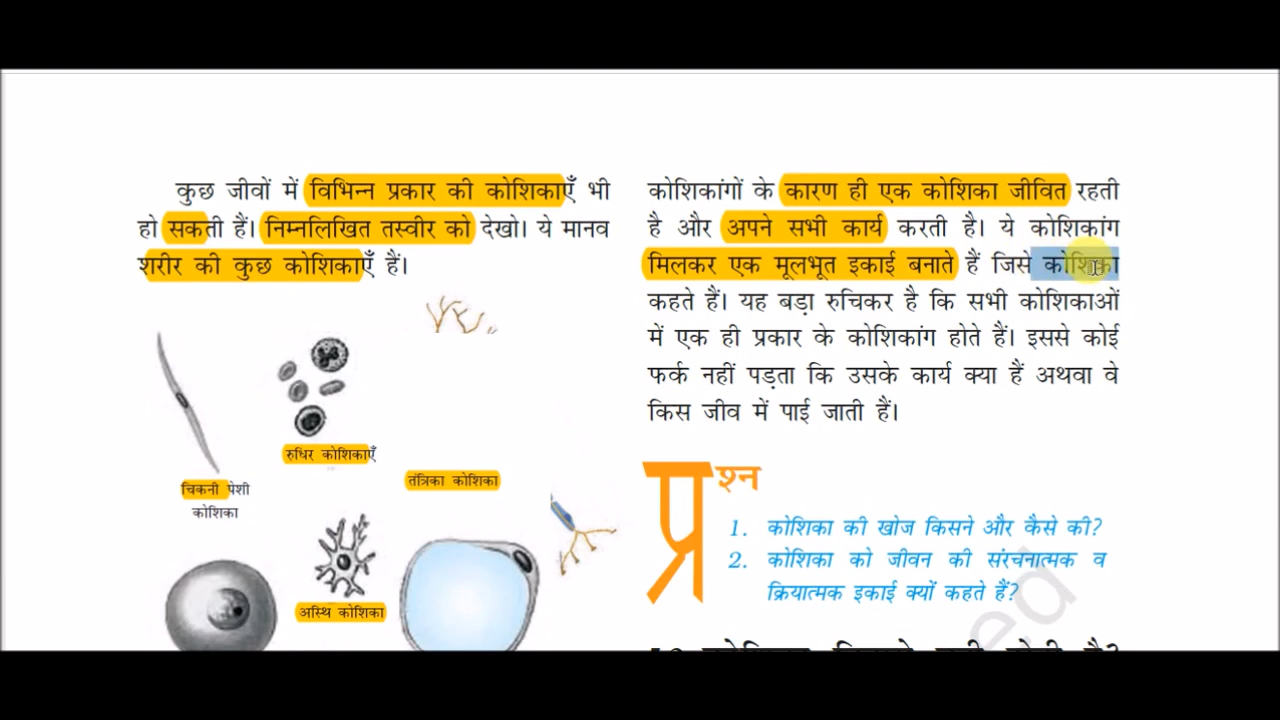 कुछ जीवों में विभिन्न प्रकार की कोशिकाएँ भी
हो सकती हैं। निम्नलिखित तस्वीर को देखो। ये मानव
शरीर की कुछ कोशिकाएँ हैं।
रुधिर कोशिकाएँ
तंत्रिका कोशिका
चिकनी पेशी
कोशिका
अस्थि कोशिका
कोशिकांगों के कारण ही एक कोशिका जीवित रहती
है और अपने सभी कार्य करती है। ये कोशिकांग
मिलकर एक मूलभूत इकाई बनाते हैं जिसे कोशिका
कहते हैं। यह बड़ा रुचिकर है कि सभी कोशिकाओं
में एक ही प्रकार के कोशिकांग होते हैं। इससे कोई
फर्क नहीं पड़ता कि उसके कार्य क्या हैं अथवा वे
किस जीव में पाई जाती हैं।
प्रश्न
1. कोशिका की खोज किसने और कैसे की?
2. कोशिका को जीवन की संरचनात्मक व
क्रियात्मक इकाई क्यों कहते हैं?